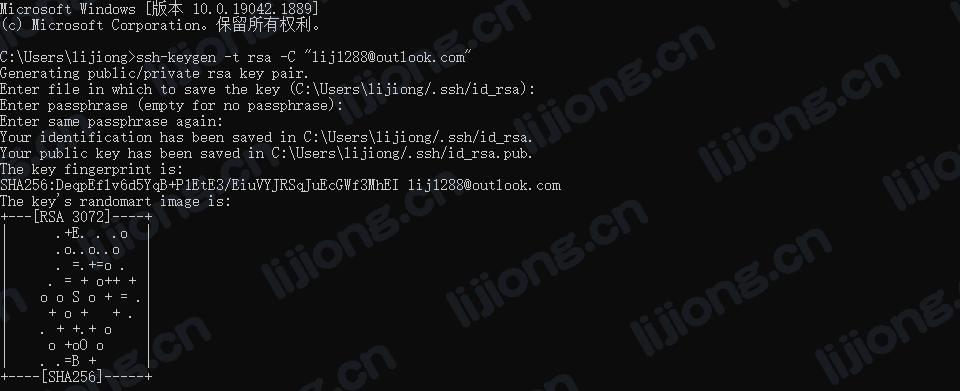 Microsoft Windows [版本 10.0.19042.1889]
(c) Microsoft Corporation。保留所有权利。

C:\Users\lijiong>ssh-keygen -t rsa -C "lij1288@outlook.com"
Generating public/private rsa key pair.
Enter file in which to save the key (C:\Users\lijiong/.ssh/id_rsa):
Enter passphrase (empty for no passphrase):
Enter same passphrase again:
Your identification has been saved in C:\Users\lijiong/.ssh/id_rsa.
Your public key has been saved in C:\Users\lijiong/.ssh/id_rsa.pub.
The key fingerprint is:
SHA256:DeqpEf1v6d5YqB+P1EtE3/EiuVYJRSqJuEcGWf3MhEI lij1288@outlook.com
The key's randomart image is:
+---[RSA 3072]----+
|      .+E. . .o  |
|      .o..o..o   |
|      . =.+=o .  |
|     . = + o++ + |
|    o o S o + = .|
|     + o +   + . |
|    . + +.+ o    |
|     o +oO o     |
|    . .=B +      |
+----[SHA256]-----+
lijiong.cn
lijiong.cn
lijiong.cn
lijiong.cn
lijiong.cn
lijiong.cn